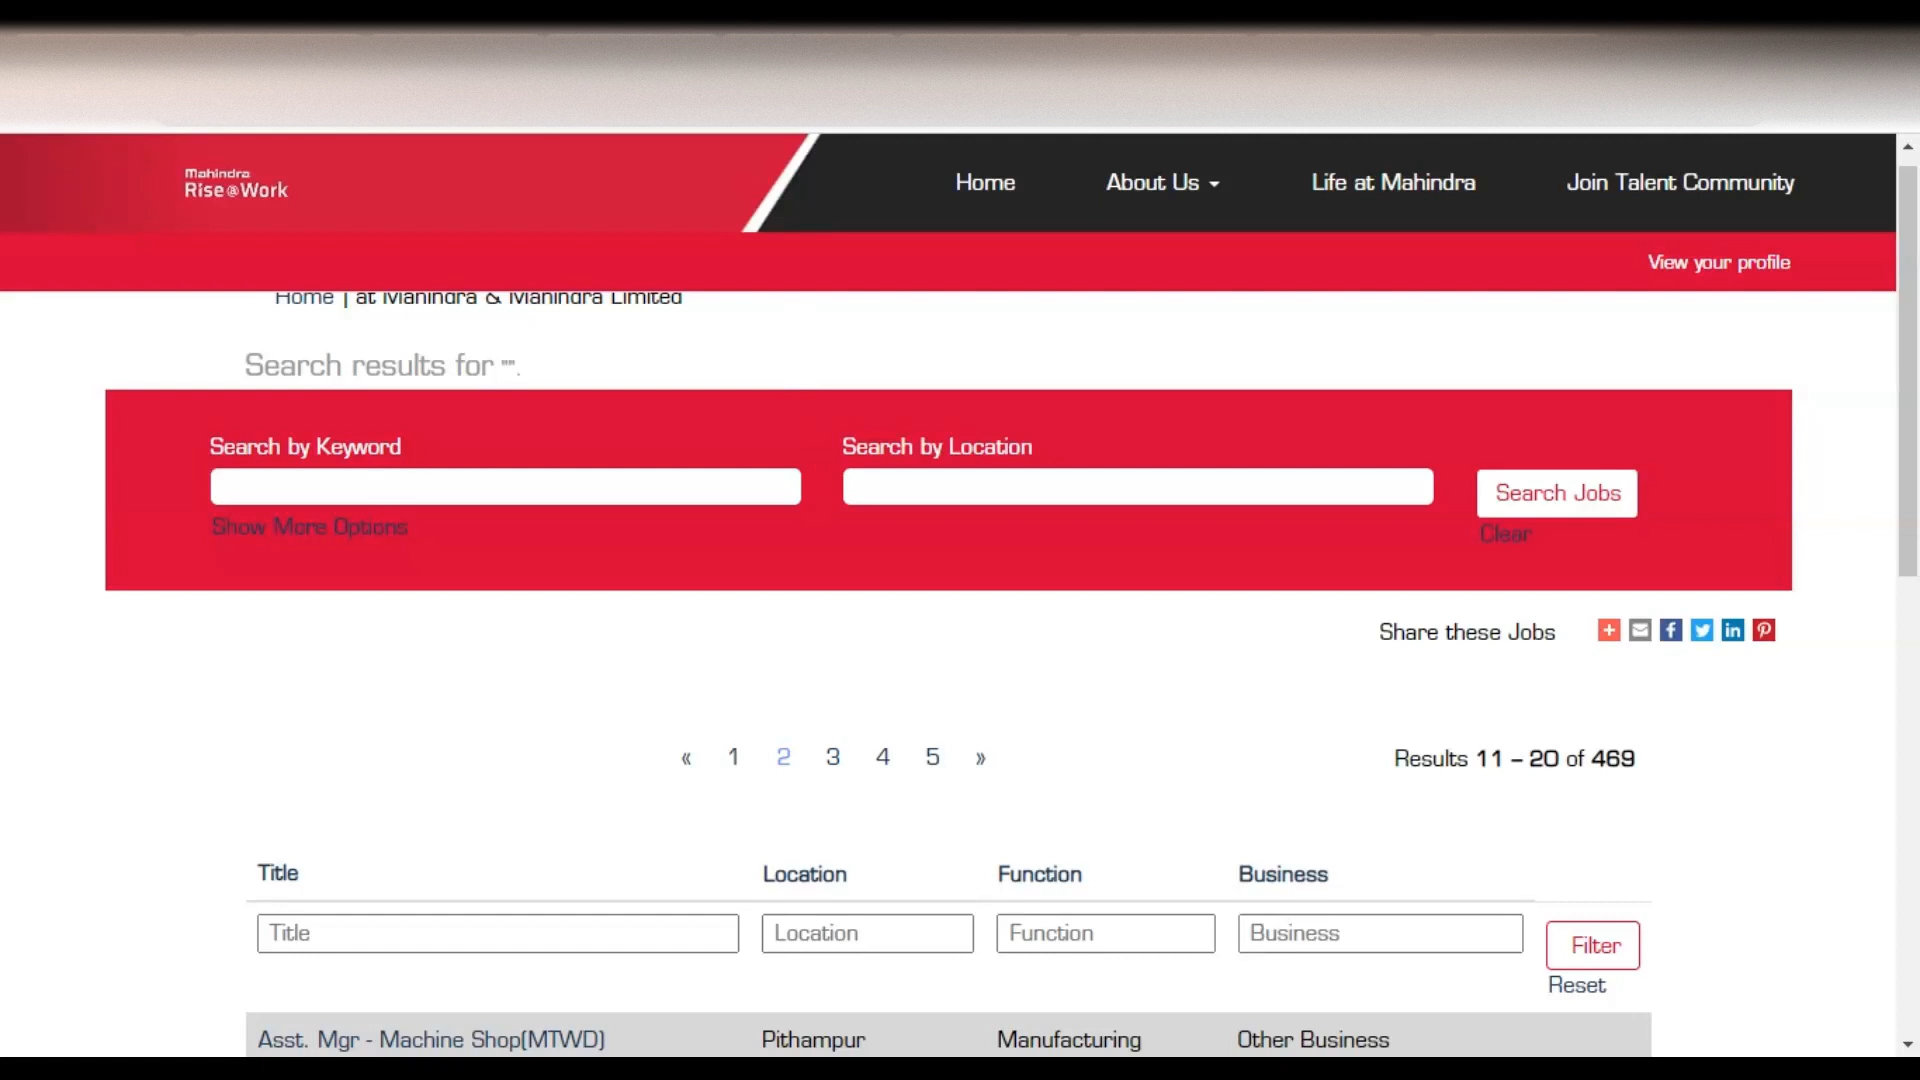 Mahindra
Rise@Work
Home
About Us
Life at Mahindra
Join Talent Community
View your profile
Home | at Mahindra & Mahindra Limited
Search results for "".
Search by Keyword
Search by Location
Search Jobs
Show More Options
Clear
Share these Jobs
« 1 2 3 4 5 »
Results 11 – 20 of 469
Title Location Function Business
Title Location Function Business Filter
Reset
Asst. Mgr - Machine Shop(MTWD) Pithampur Manufacturing Other Business